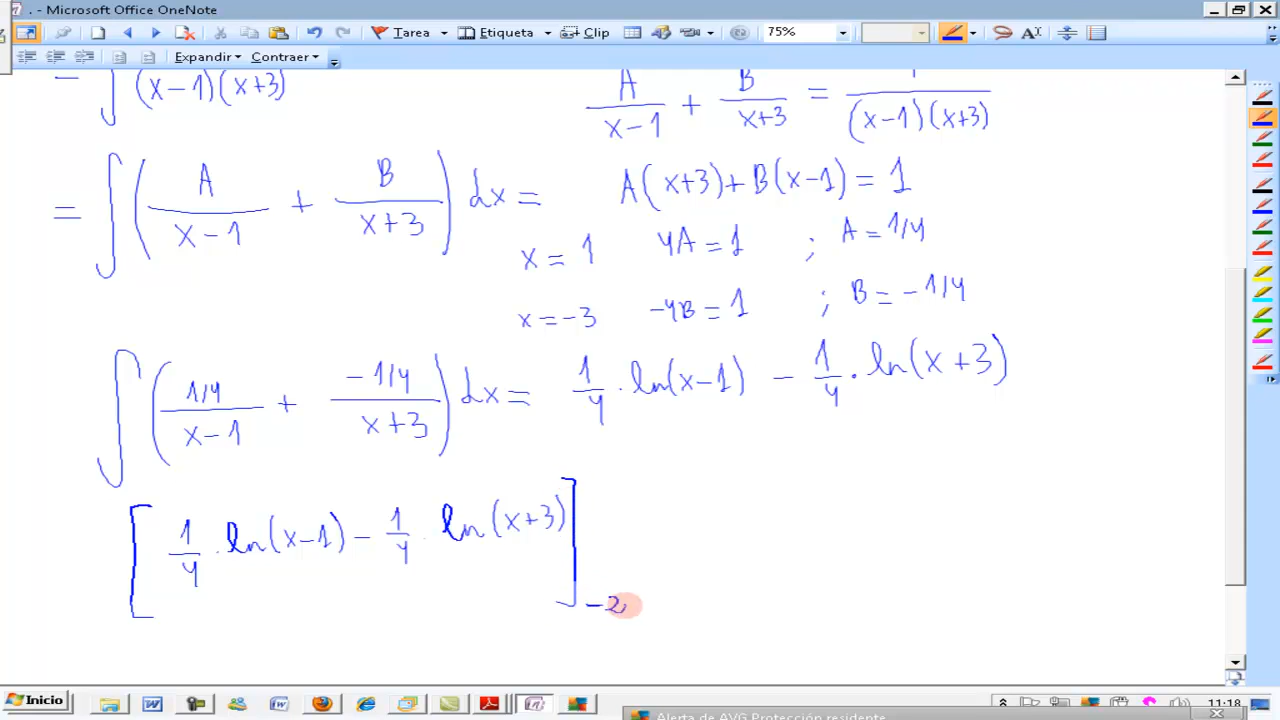 . - Microsoft Office OneNote
Tarea Etiqueta Clip 75%
Expandir Contraer
= ∫ (x-1)(x+3)
A/(x-1) + B/(x+3) = 1/((x-1)(x+3))
= ∫ ( A/(x-1) + B/(x+3) ) dx =
A(x+3)+B(x-1) = 1
x = 1 4A = 1 ; A = 1/4
x = -3 -4B = 1 ; B = -1/4
∫ ( (1/4)/(x-1) + (-1/4)/(x+3) ) dx = 1/4 · ln(x-1) - 1/4 · ln(x+3)
[ 1/4 · ln(x-1) - 1/4 · ln(x+3) ] -2
Inicio
11:18
Alerta de AVG Protección residente